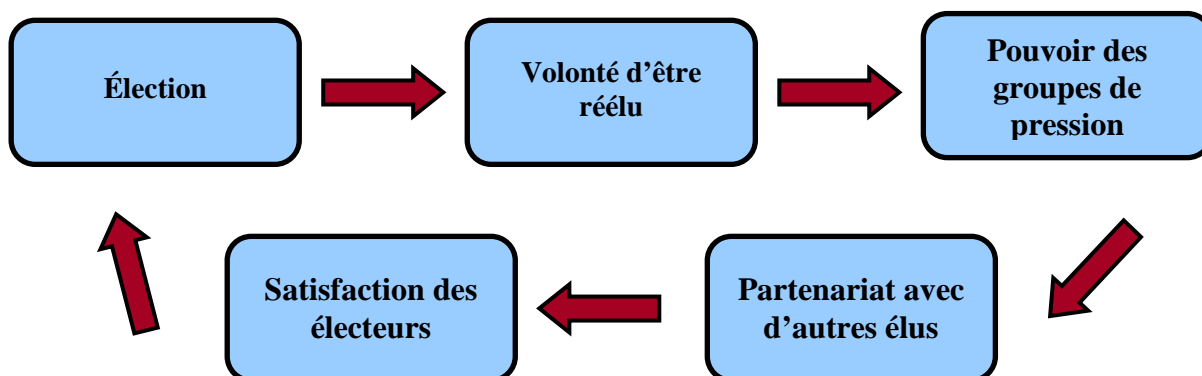 Élection
Volonté d'être
réélu
Pouvoir des
groupes de
pression
Satisfaction des
électeurs
Partenariat avec
d'autres élus